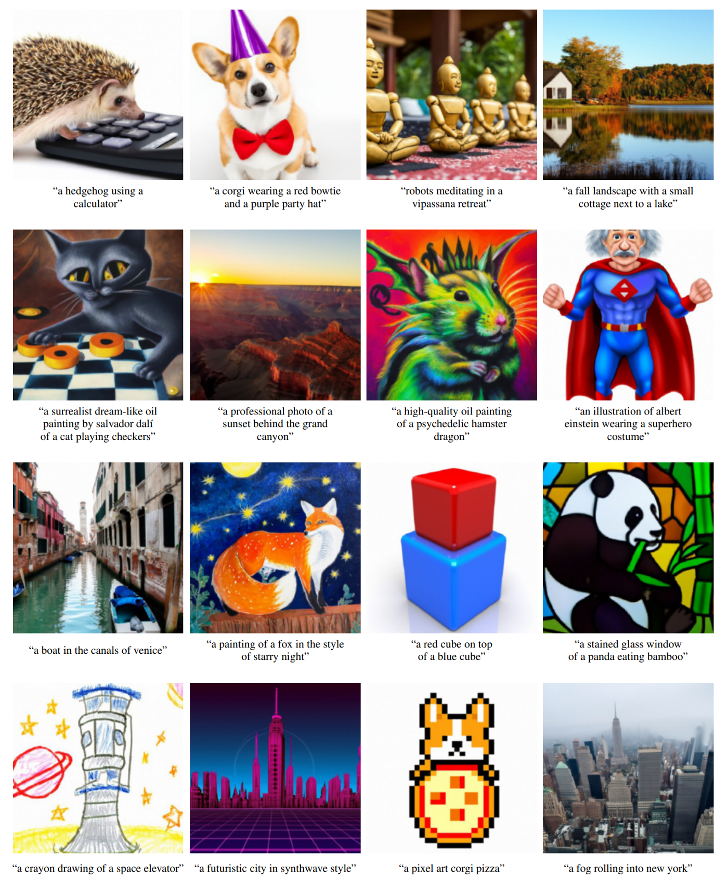 “a hedgehog using a
calculator”
“a corgi wearing a red bowtie
and a purple party hat”
“robots meditating in a
vipassana retreat”
“a fall landscape with a small
cottage next to a lake”
“a surrealist dream-like oil
painting by salvador dalí
of a cat playing checkers”
“a professional photo of a
sunset behind the grand
canyon”
“a high-quality oil painting
of a psychedelic hamster
dragon”
“an illustration of albert
einstein wearing a superhero
costume”
“a boat in the canals of venice”
“a painting of a fox in the style
of starry night”
“a red cube on top
of a blue cube”
“a stained glass window
of a panda eating bamboo”
“a crayon drawing of a space elevator”
“a futuristic city in synthwave style”
“a pixel art corgi pizza”
“a fog rolling into new york”